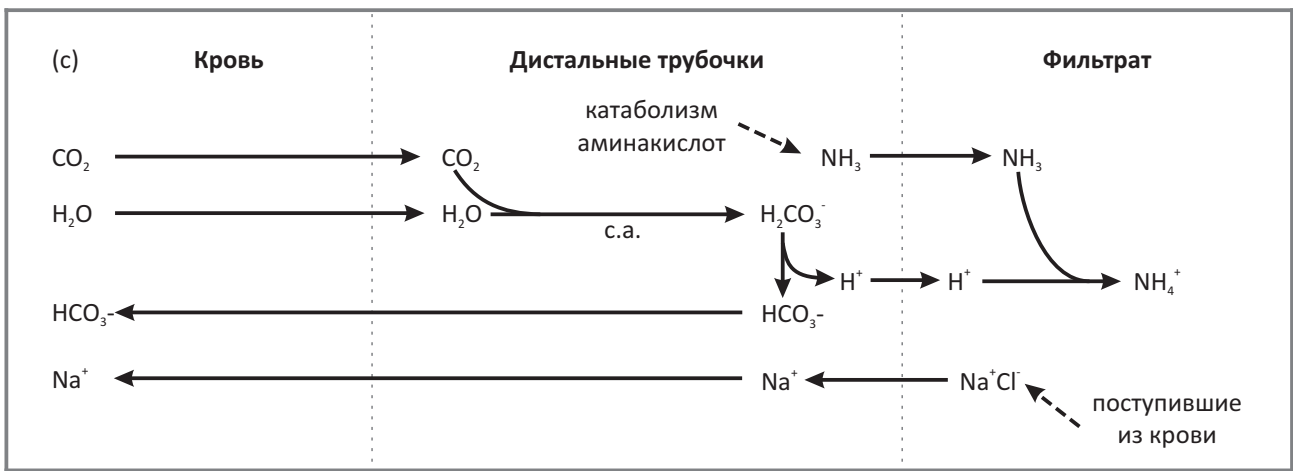 (c) Кровь Дистальные трубочки Фильтрат
катаболизм
аминакислот
CO₂ CO₂ NH₃ NH₃
H₂O H₂O H₂CO₃⁻
c.a.
H⁺ H⁺ NH₄⁺
HCO₃- HCO₃-
Na⁺ Na⁺ Na⁺Cl⁻
поступившие
из крови